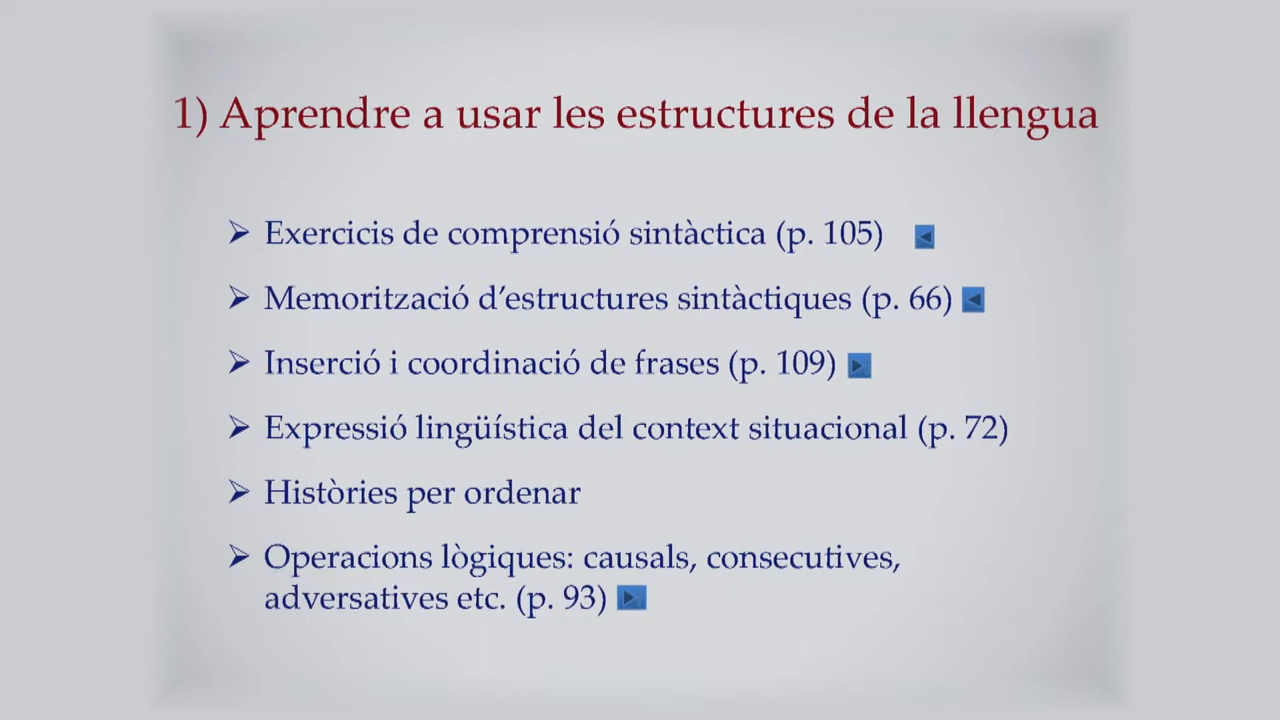 1) Aprendre a usar les estructures de la llengua
Exercicis de comprensió sintàctica (p. 105)
Memorització d’estructures sintàctiques (p. 66)
Inserció i coordinació de frases (p. 109)
Expressió lingüística del context situacional (p. 72)
Històries per ordenar
Operacions lògiques: causals, consecutives,
adversatives etc. (p. 93)